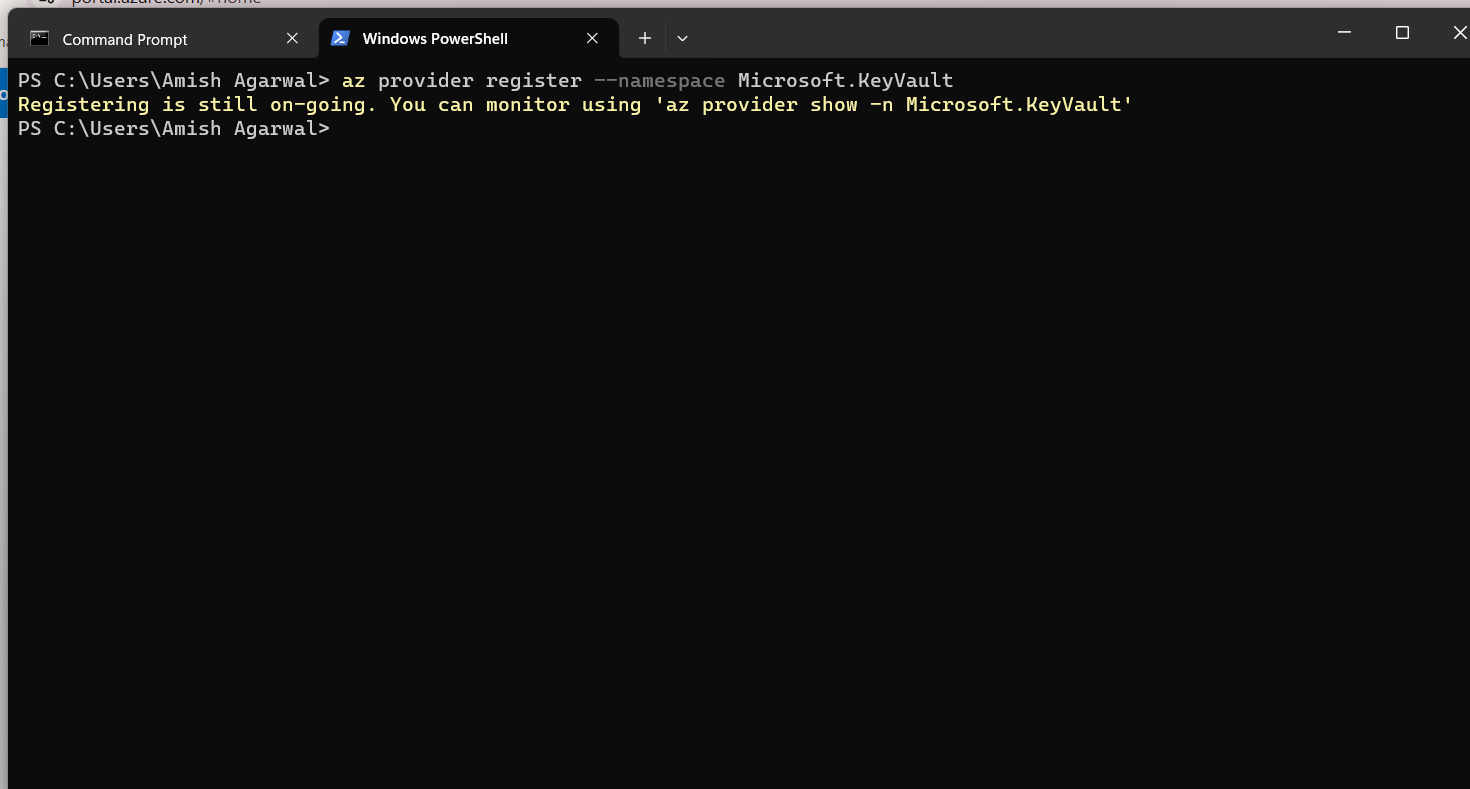 portal.azure.com/#home
Command Prompt
Windows PowerShell
PS C:\Users\Amish Agarwal> az provider register --namespace Microsoft.KeyVault
Registering is still on-going. You can monitor using 'az provider show -n Microsoft.KeyVault'
PS C:\Users\Amish Agarwal>